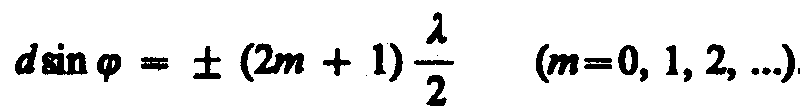 d sin φ = ± (2m + 1) λ/2 (m=0, 1, 2, ...).